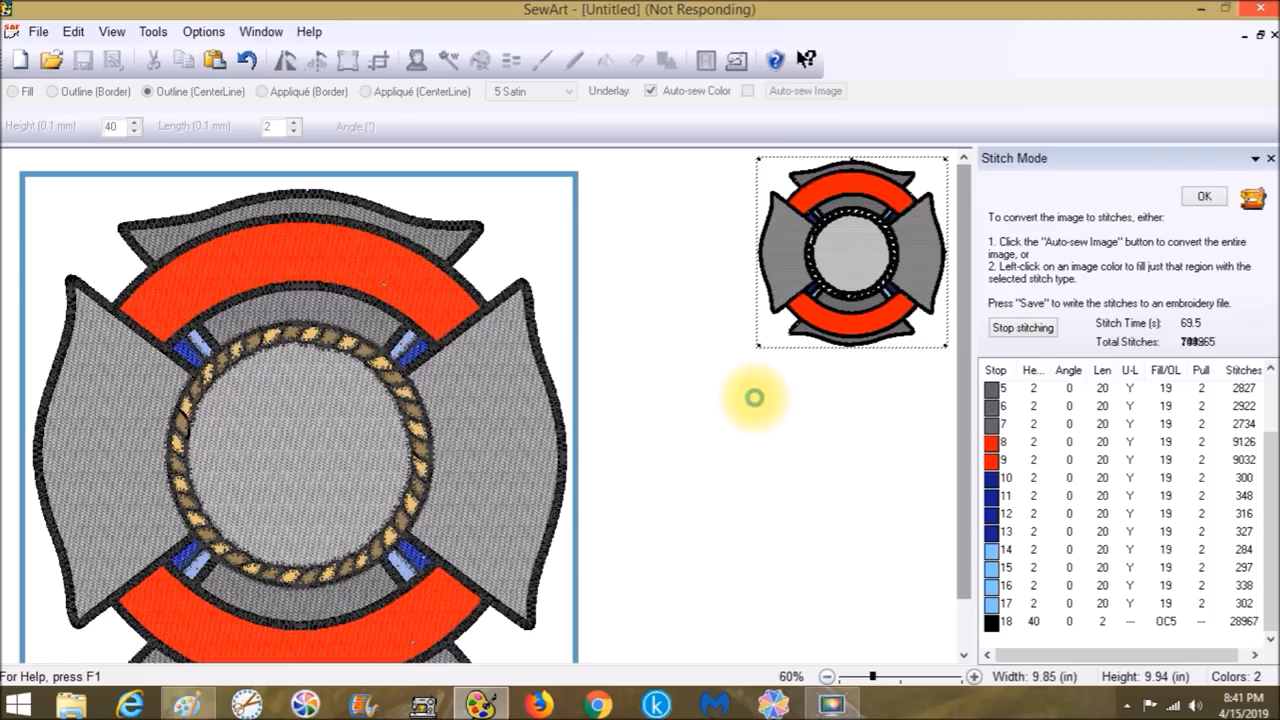 SewArt - [Untitled] (Not Responding)
File Edit View Tools Options Window Help
Fill Outline (Border) Outline (CenterLine) Appliqué (Border) Appliqué (CenterLine) 5 Satin Underlay Auto-sew Color Auto-sew Image
Height (0.1 mm) 40 Length (0.1 mm) 2 Angle (°)
Stitch Mode
OK
To convert the image to stitches, either:
1. Click the "Auto-sew Image" button to convert the entire
image, or
2. Left-click on an image color to fill just that region with the
selected stitch type.
Press "Save" to write the stitches to an embroidery file.
Stop stitching Stitch Time (s): 69.5
Total Stitches:
Stop He... Angle Len U-L Fill/OL Pull Stitches
5 2 0 20 Y 19 2 2827
6 2 0 20 Y 19 2 2922
7 2 0 20 Y 19 2 2734
8 2 0 20 Y 19 2 9126
9 2 0 20 Y 19 2 9032
10 2 0 20 Y 19 2 300
11 2 0 20 Y 19 2 348
12 2 0 20 Y 19 2 316
13 2 0 20 Y 19 2 327
14 2 0 20 Y 19 2 284
15 2 0 20 Y 19 2 297
16 2 0 20 Y 19 2 338
17 2 0 20 Y 19 2 302
18 40 0 2 --- OC5 --- 28967
For Help, press F1 60% Width: 9.85 (in) Height: 9.94 (in) Colors: 2
8:41 PM
4/15/2019